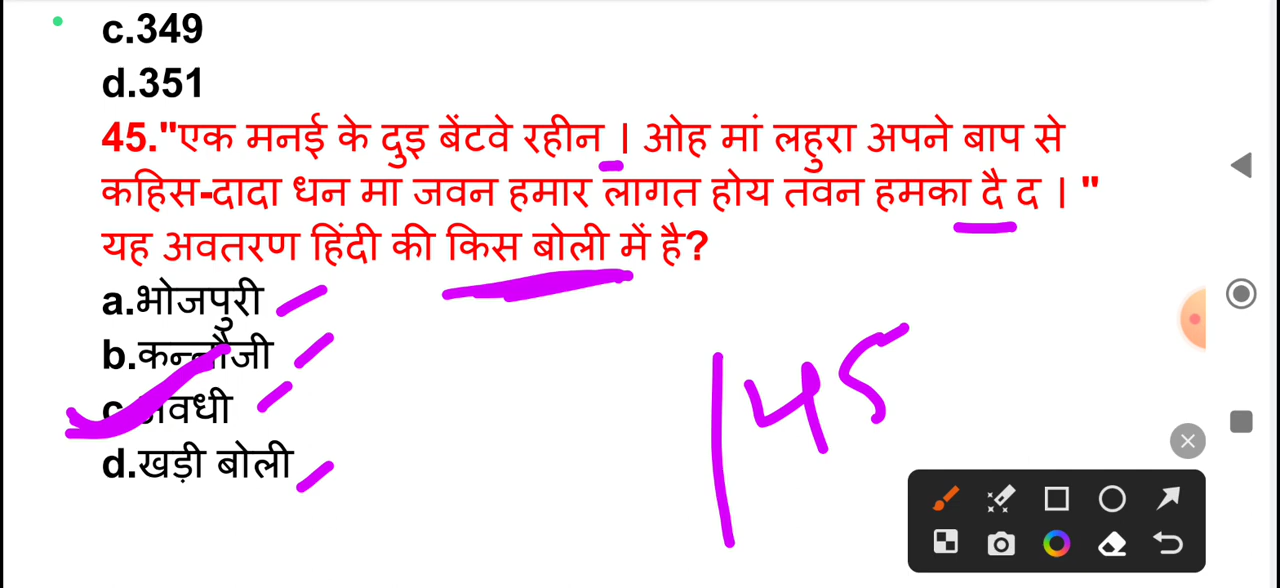 c.349
d.351
45."एक मनई के दुइ बेंटवे रहीन । ओह मां लहुरा अपने बाप से
कहिस-दादा धन मा जवन हमार लागत होय तवन हमका दै द । "
यह अवतरण हिंदी की किस बोली में है?
a.भोजपुरी
b.कन्नौजी
c.अवधी
d.खड़ी बोली
145